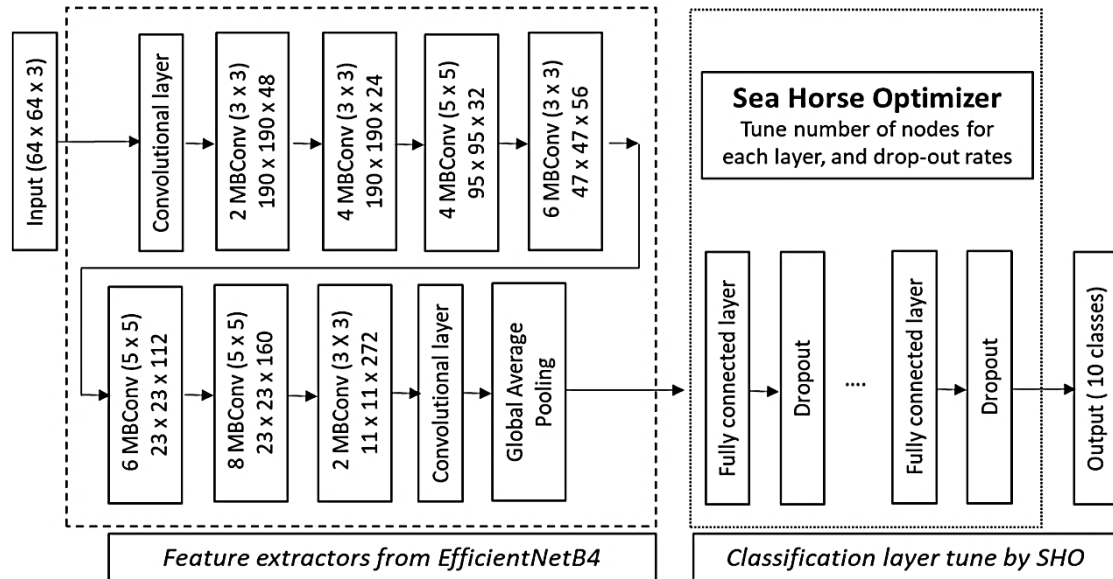 Input (64 x 64 x 3)
Convolutional layer
2 MBConv (3 x 3)
190 x 190 x 48
4 MBConv (3 x 3)
190 x 190 x 24
4 MBConv (5 x 5)
95 x 95 x 32
6 MBConv (3 x 3)
47 x 47 x 56
6 MBConv (5 x 5)
23 x 23 x 112
8 MBConv (5 x 5)
23 x 23 x 160
2 MBConv (3 x 3)
11 x 11 x 272
Convolutional layer
Global Average
Pooling
Feature extractors from EfficientNetB4
Sea Horse Optimizer
Tune number of nodes for
each layer, and drop-out rates
Fully connected layer
Dropout
....
Fully connected layer
Dropout
Output ( 10 classes)
Classification layer tune by SHO